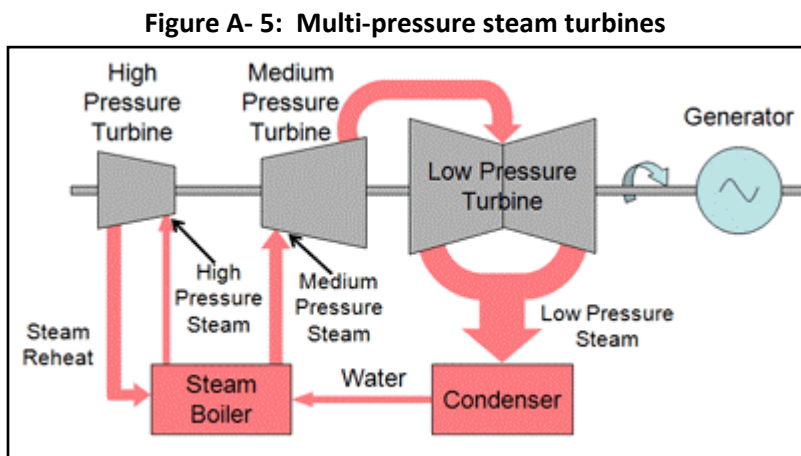 Figure A- 5:  Multi-pressure steam turbines
High
Pressure
Turbine
Medium
Pressure
Turbine
Low Pressure
Turbine
Generator
High
Pressure
Steam
Medium
Pressure
Steam
Low Pressure
Steam
Steam
Reheat
Steam
Boiler
Water
Condenser